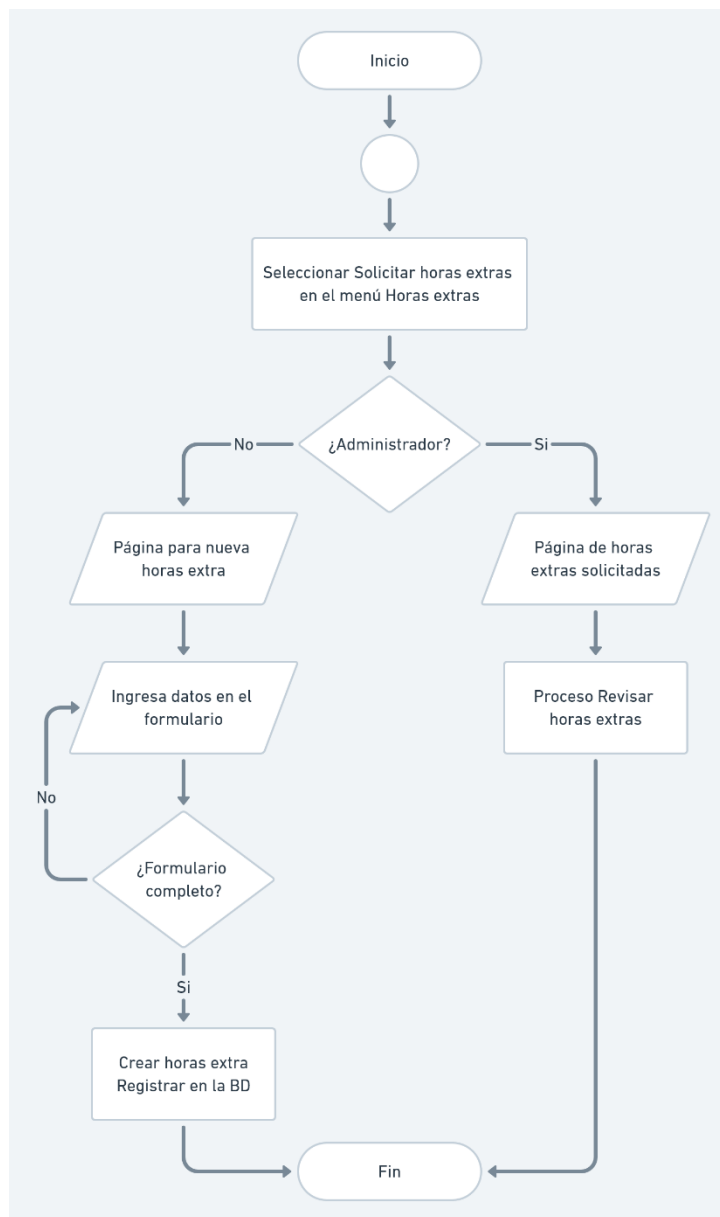 Inicio
Seleccionar Solicitar horas extras
en el menú Horas extras
¿Administrador?
No
Si
Página para nueva
horas extra
Página de horas
extras solicitadas
Ingresa datos en el
formulario
Proceso Revisar
horas extras
No
¿Formulario
completo?
Si
Crear horas extra
Registrar en la BD
Fin